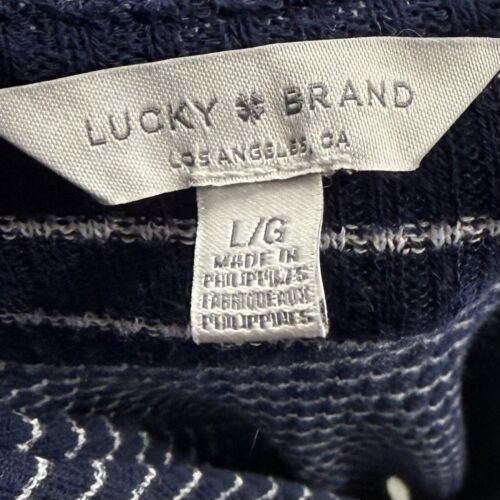 LUCKY BRAND
LOS ANGELES, CA
L/G
MADE IN
PHILIPPINES
FABRIQUE AUX
PHILIPPINES